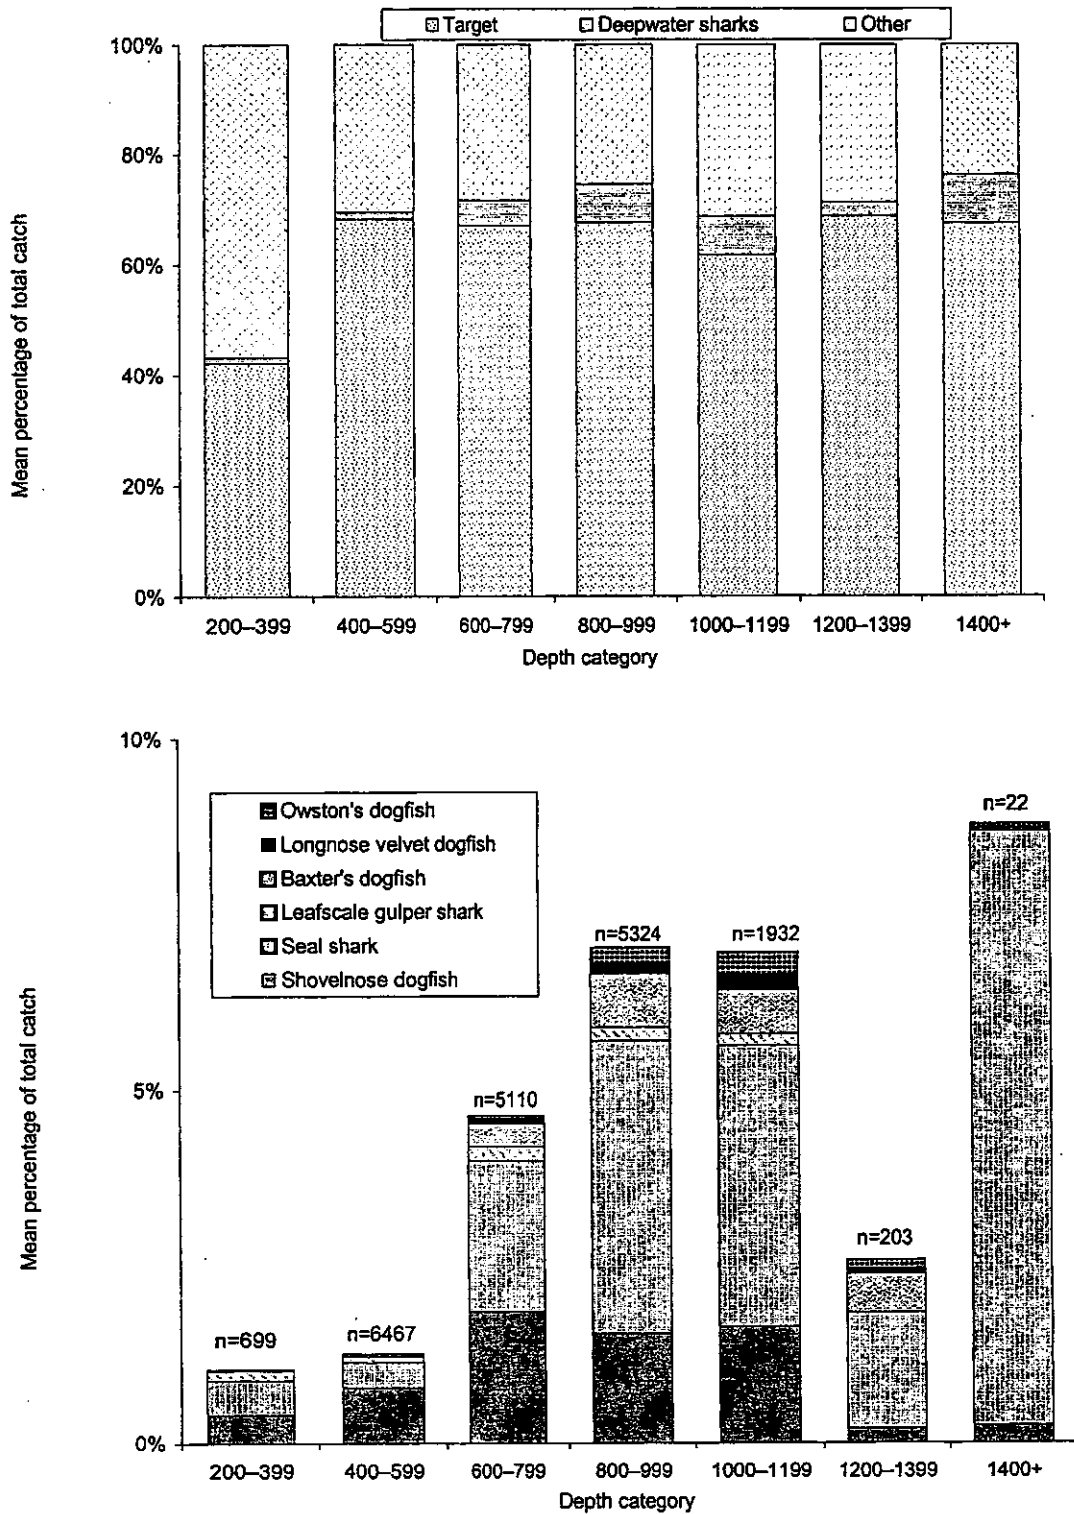 Target Deepwater sharks Other
100%
80%
60%
40%
20%
0%
Mean percentage of total catch
200–399 400–599 600–799 800–999 1000–1199 1200–1399 1400+
Depth category
10%
5%
0%
Mean percentage of total catch
Owston's dogfish
Longnose velvet dogfish
Baxter's dogfish
Leafscale gulper shark
Seal shark
Shovelnose dogfish
n=699
n=6467
n=5110
n=5324
n=1932
n=203
n=22
200–399 400–599 600–799 800–999 1000–1199 1200–1399 1400+
Depth category